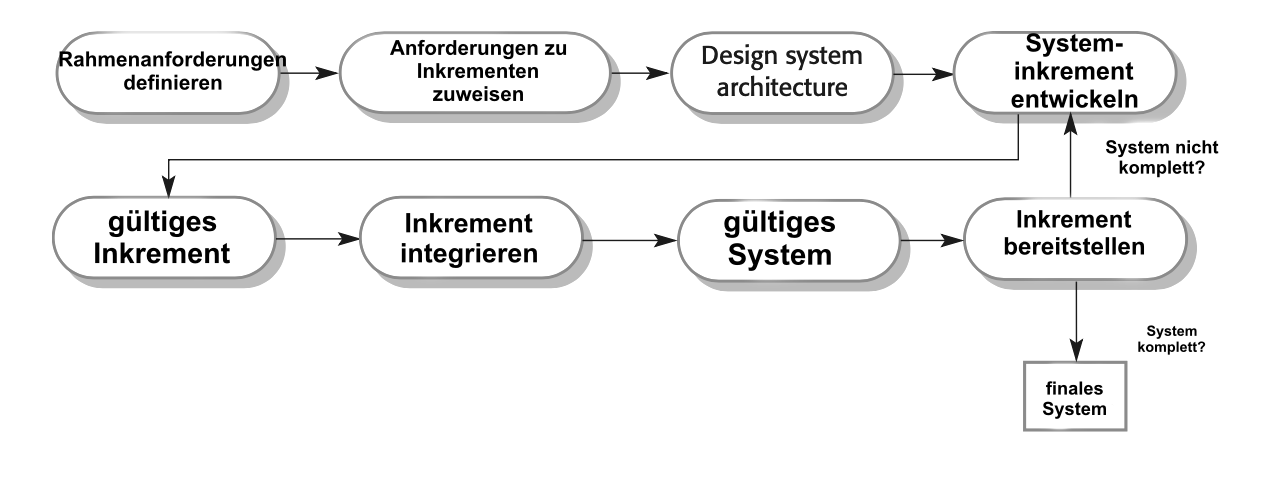 Rahmenanforderungen
definieren
Anforderungen zu
Inkrementen
zuweisen
Design system
architecture
System-
inkrement
entwickeln
System nicht
komplett?
gültiges
Inkrement
Inkrement
integrieren
gültiges
System
Inkrement
bereitstellen
System
komplett?
finales
System